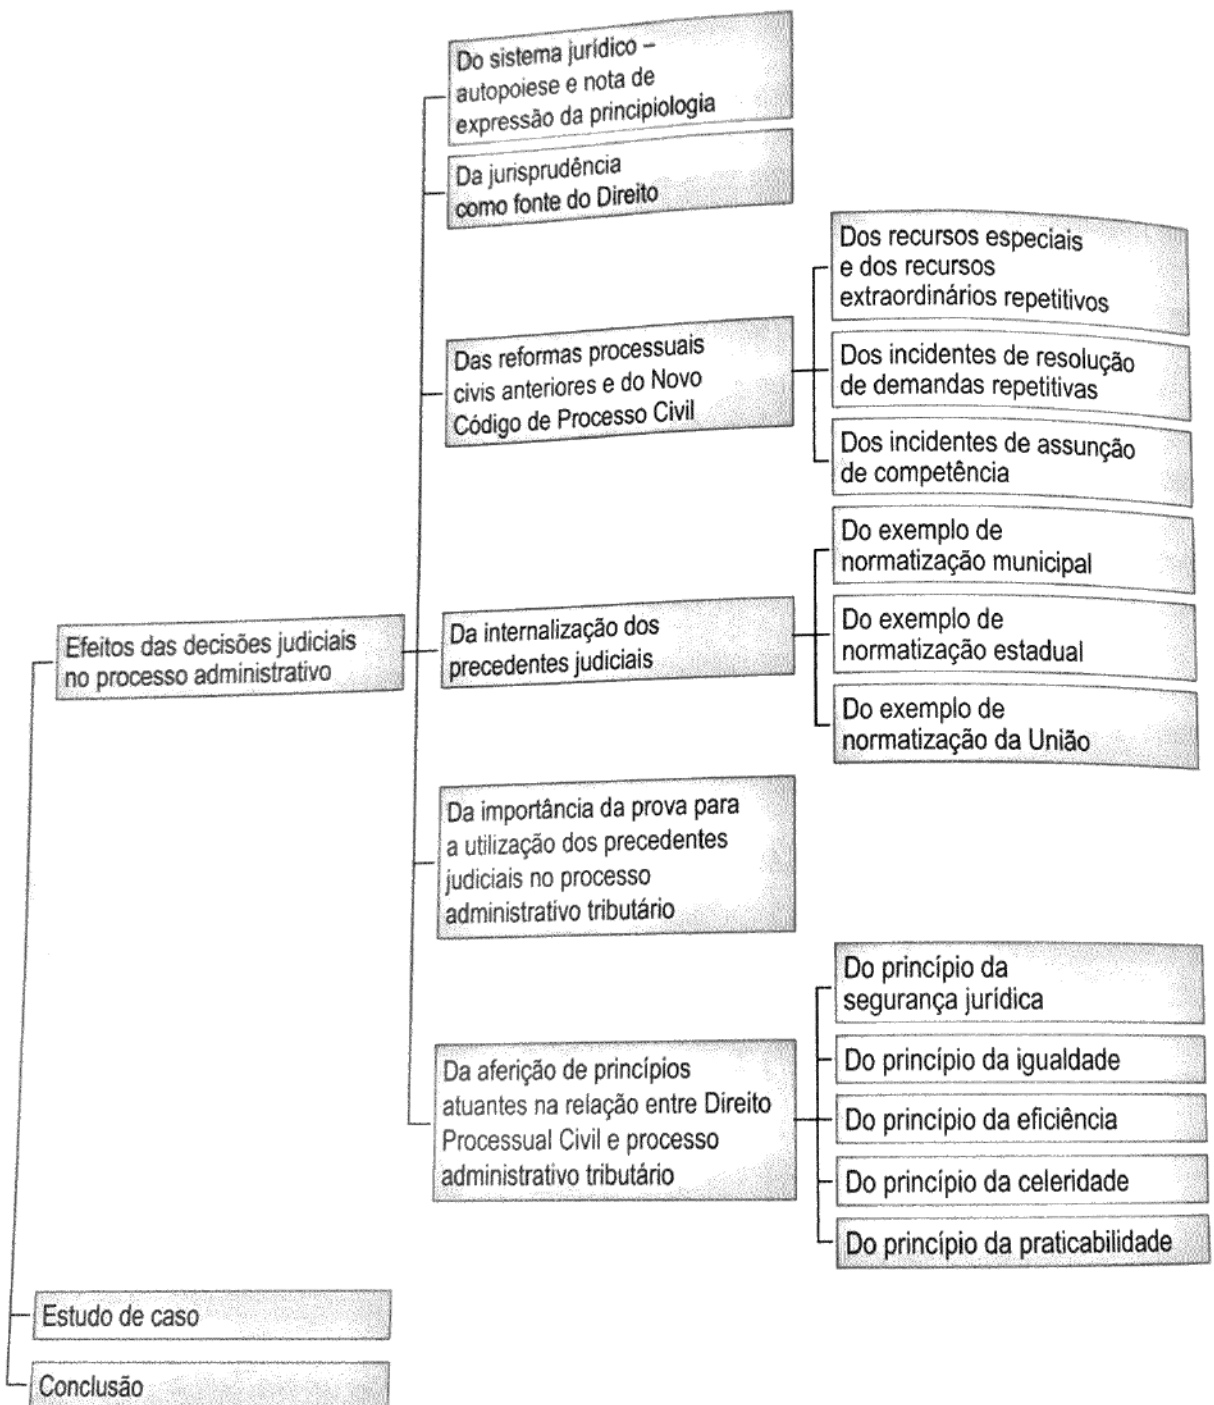 Do sistema jurídico –
autopoiese e nota de
expressão da principiologia
Da jurisprudência
como fonte do Direito
Dos recursos especiais
e dos recursos
extraordinários repetitivos
Das reformas processuais
civis anteriores e do Novo
Código de Processo Civil
Dos incidentes de resolução
de demandas repetitivas
Dos incidentes de assunção
de competência
Do exemplo de
normatização municipal
Efeitos das decisões judiciais
no processo administrativo
Da internalização dos
precedentes judiciais
Do exemplo de
normatização estadual
Do exemplo de
normatização da União
Da importância da prova para
a utilização dos precedentes
judiciais no processo
administrativo tributário
Do princípio da
segurança jurídica
Da aferição de princípios
atuantes na relação entre Direito
Processual Civil e processo
administrativo tributário
Do princípio da igualdade
Do princípio da eficiência
Do princípio da celeridade
Do princípio da praticabilidade
Estudo de caso
Conclusão